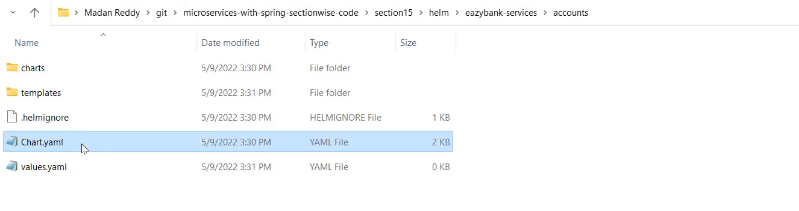 Madan Reddy > git > microservices-with-spring-sectionwise-code > section15 > helm > eazybank-services > accounts
Name Date modified Type Size
charts 5/9/2022 3:30 PM File folder
templates 5/9/2022 3:31 PM File folder
.helmignore 5/9/2022 3:30 PM HELMIGNORE File 1 KB
Chart.yaml 5/9/2022 3:30 PM YAML File 2 KB
values.yaml 5/9/2022 3:31 PM YAML File 0 KB